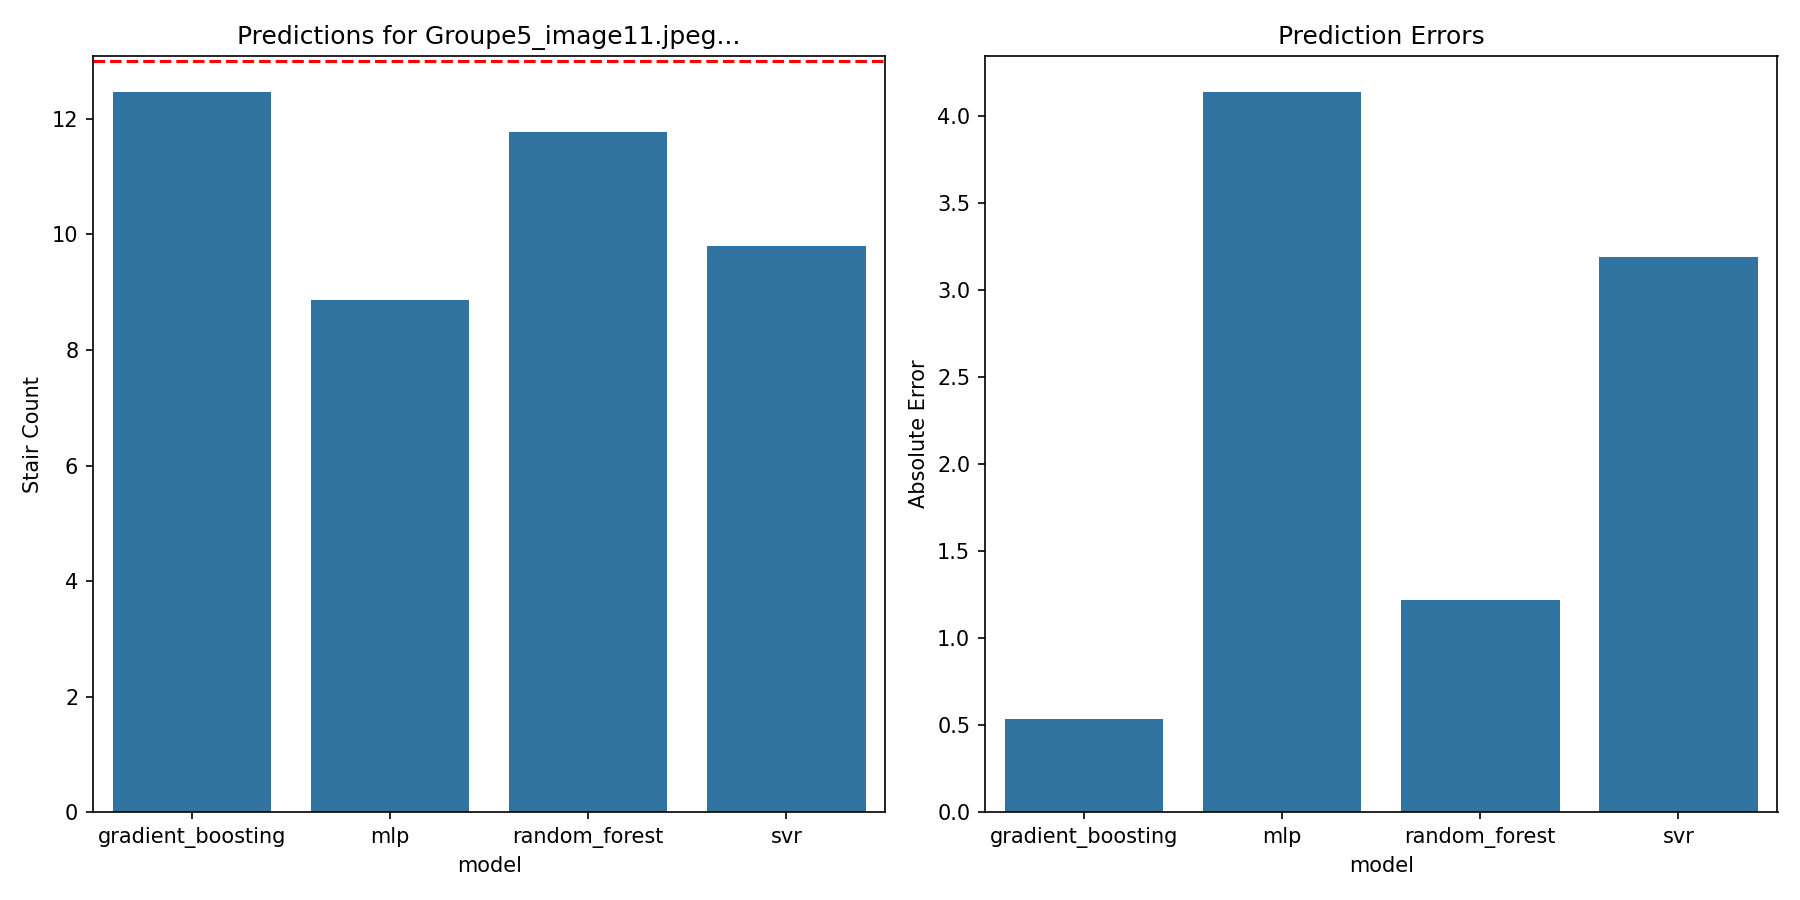 Predictions for Groupe5_image11.jpeg...
12
10
8
6
4
2
0
Stair Count
gradient_boosting mlp random_forest svr
model
Prediction Errors
4.0
3.5
3.0
2.5
2.0
1.5
1.0
0.5
0.0
Absolute Error
gradient_boosting mlp random_forest svr
model